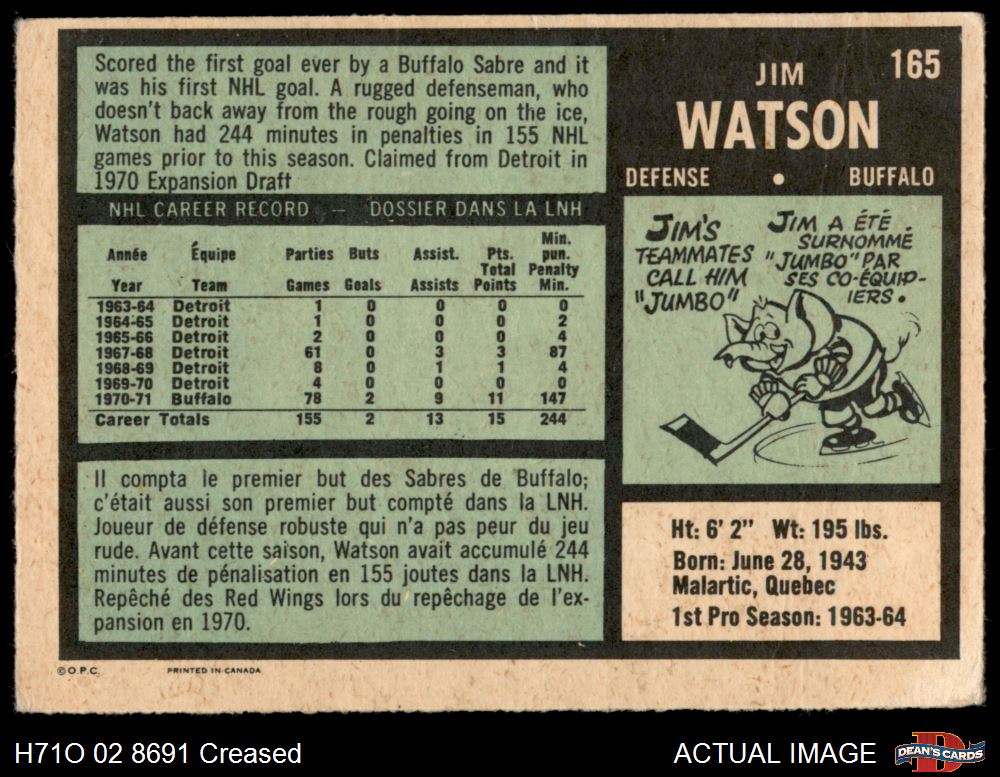 Scored the first goal ever by a Buffalo Sabre and it
was his first NHL goal. A rugged defenseman, who
doesn't back away from the rough going on the ice,
Watson had 244 minutes in penalties in 155 NHL
games prior to this season. Claimed from Detroit in
1970 Expansion Draft
165
JIM
WATSON
DEFENSE • BUFFALO
NHL CAREER RECORD — DOSSIER DANS LA LNH
Année Équipe Parties Buts Assist. Pts. Total Min. pun.
Year Team Games Goals Assists Points Penalty Min.
1963-64 Detroit 1 0 0 0 0
1964-65 Detroit 1 0 0 0 2
1965-66 Detroit 2 0 0 0 4
1967-68 Detroit 61 0 3 3 87
1968-69 Detroit 8 0 1 1 4
1969-70 Detroit 4 0 0 0 0
1970-71 Buffalo 78 2 9 11 147
Career Totals 155 2 13 15 244
JIM'S
TEAMMATES
CALL HIM
"JUMBO"
JIM A ÉTÉ
SURNOMMÉ
"JUMBO" PAR
SES CO-ÉQUIP-
IERS.
Il compta le premier but des Sabres de Buffalo;
c'était aussi son premier but compté dans la LNH.
Joueur de défense robuste qui n'a pas peur du jeu
rude. Avant cette saison, Watson avait accumulé 244
minutes de pénalisation en 155 joutes dans la LNH.
Repêché des Red Wings lors du repêchage de l'ex-
pansion en 1970.
Ht: 6' 2" Wt: 195 lbs.
Born: June 28, 1943
Malartic, Quebec
1st Pro Season: 1963-64
© O.P.C. PRINTED IN CANADA
H71O 02 8691 Creased
ACTUAL IMAGE
DEAN'S CARDS